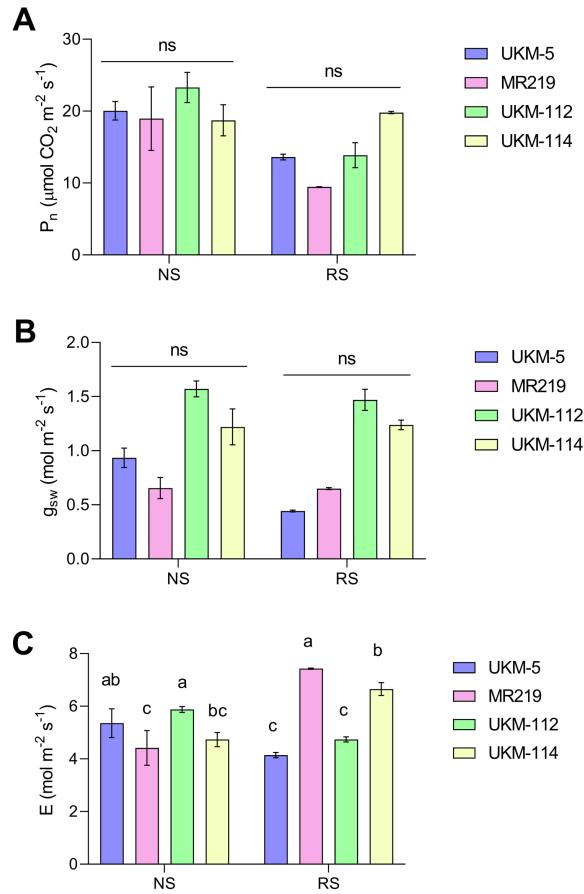 A
Pn (μmol CO2 m-2 s-1)
30
20
10
0
ns
ns
NS
RS
UKM-5
MR219
UKM-112
UKM-114
B
gsw (mol m-2 s-1)
2.0
1.5
1.0
0.5
0.0
ns
ns
NS
RS
UKM-5
MR219
UKM-112
UKM-114
C
E (mol m-2 s-1)
8
6
4
2
0
ab
c
a
bc
c
a
c
b
NS
RS
UKM-5
MR219
UKM-112
UKM-114